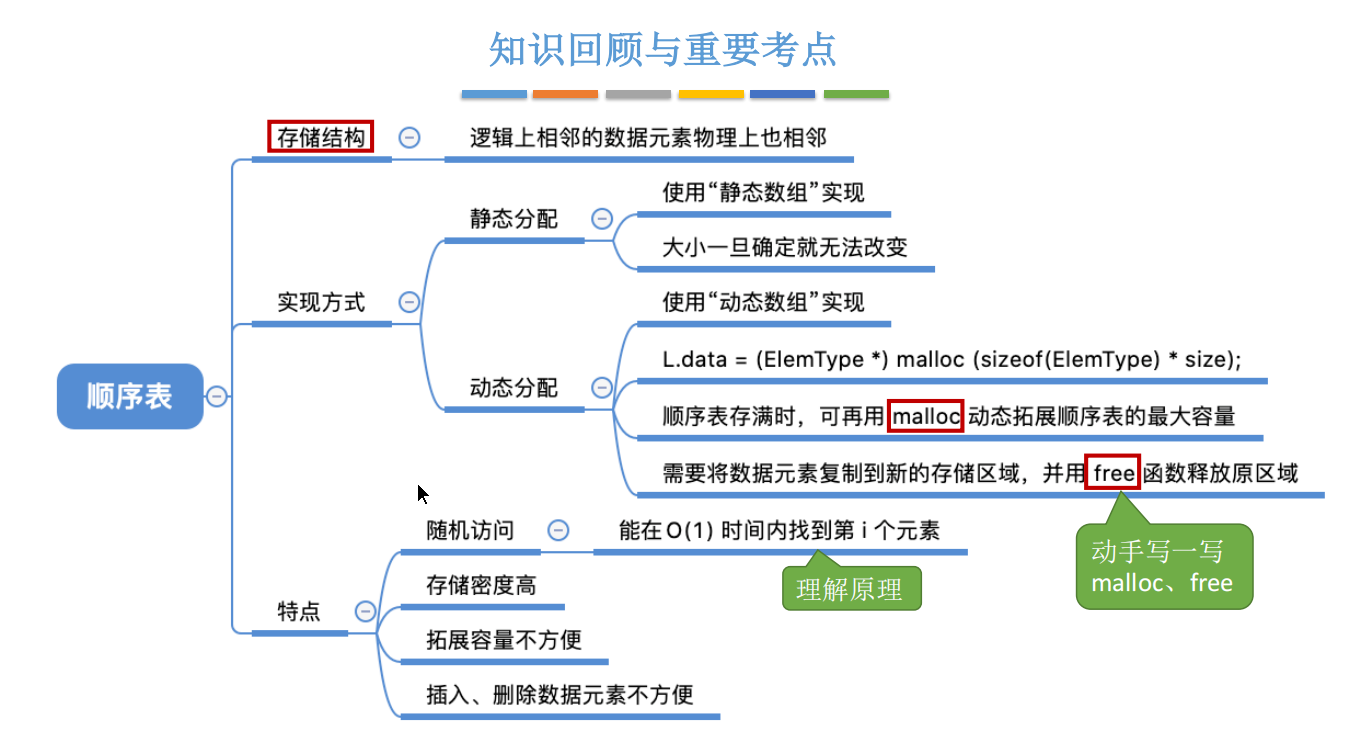 知识回顾与重要考点
存储结构
逻辑上相邻的数据元素物理上也相邻
使用“静态数组”实现
静态分配
大小一旦确定就无法改变
实现方式
使用“动态数组”实现
L.data = (ElemType *) malloc (sizeof(ElemType) * size);
动态分配
顺序表
顺序表存满时，可再用 malloc 动态拓展顺序表的最大容量
需要将数据元素复制到新的存储区域，并用 free 函数释放原区域
随机访问
能在 O(1) 时间内找到第 i 个元素
动手写一写
malloc、free
理解原理
存储密度高
特点
拓展容量不方便
插入、删除数据元素不方便